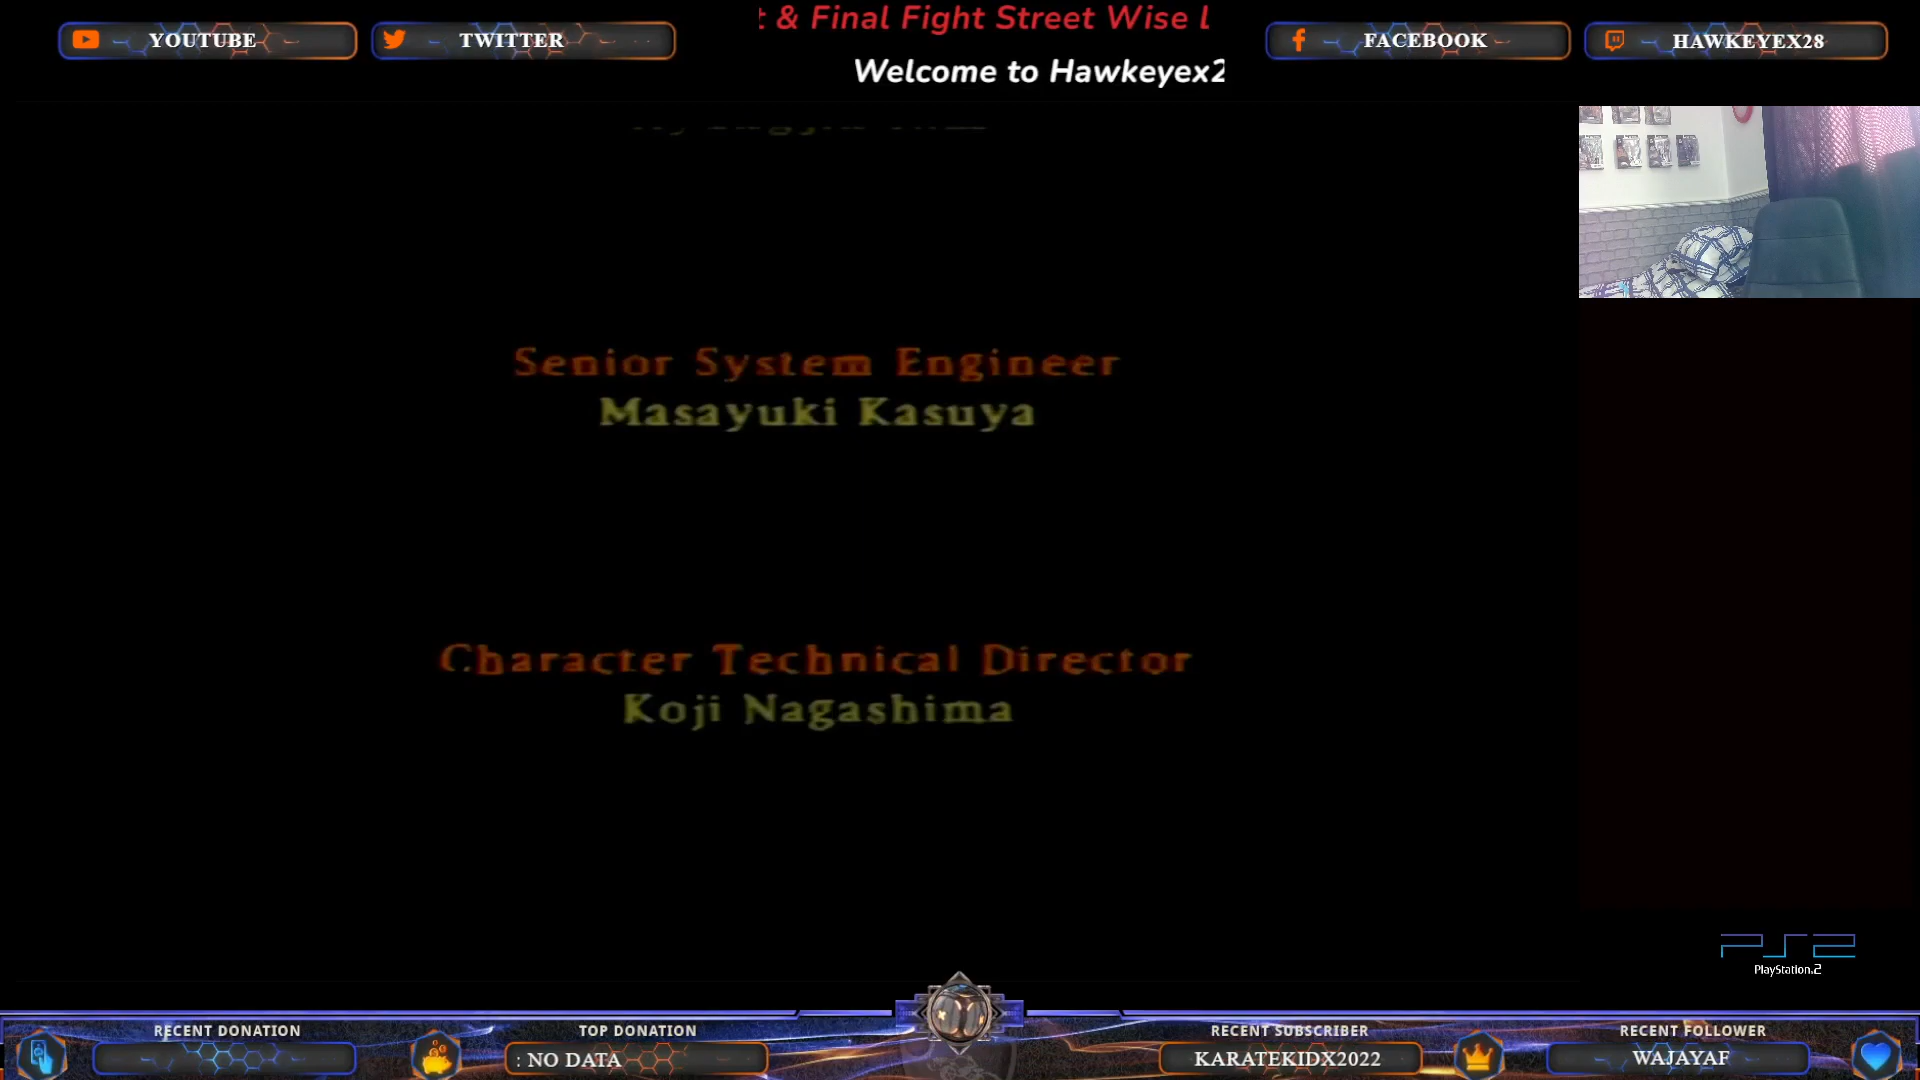 YOUTUBE
TWITTER
& Final Fight Street Wise L
Welcome to Hawkeyex2
FACEBOOK
HAWKEYEX28
Senior System Engineer
Masayuki Kasuya
Character Technical Director
Koji Nagashima
PS2
PlayStation.2
RECENT DONATION
TOP DONATION
: NO DATA
RECENT SUBSCRIBER
KARATEKIDX2022
RECENT FOLLOWER
WAJAYAF